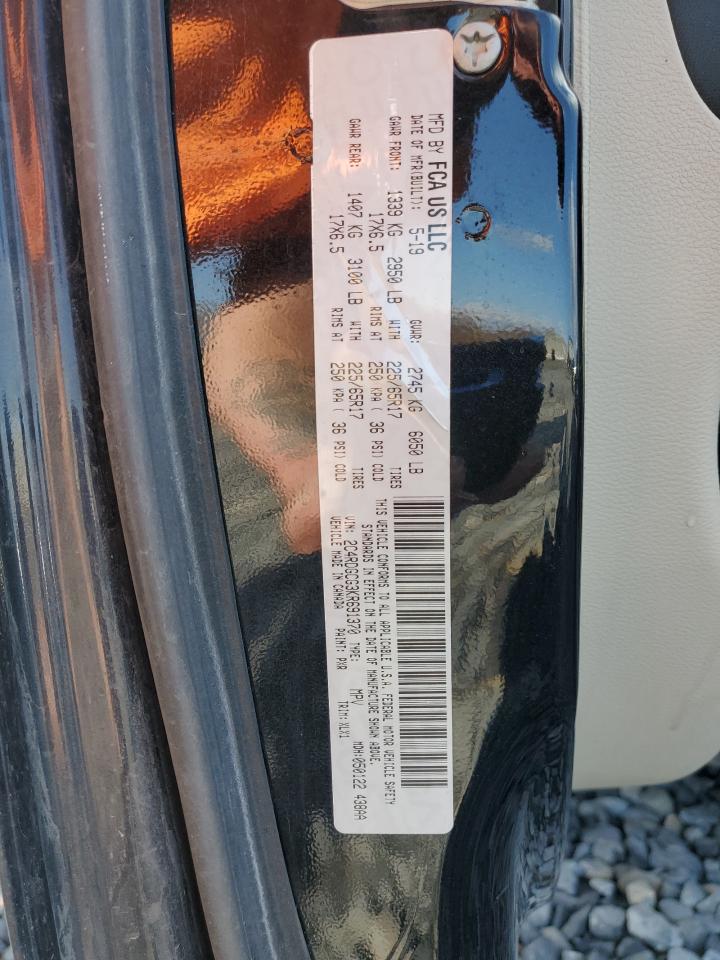 MFD BY FCA US LLC
DATE OF MFR(BUILT): 5-19 GVWR: 2745 KG 6050 LB
GAWR FRONT: 1339 KG 2950 LB WITH 225/65R17 TIRES
17X6.5 RIMS AT 250 KPA ( 36 PSI) COLD
GAWR REAR: 1407 KG 3100 LB WITH 225/65R17 TIRES
17X6.5 RIMS AT 250 KPA ( 36 PSI) COLD
THIS VEHICLE CONFORMS TO ALL APPLICABLE U.S.A. FEDERAL MOTOR VEHICLE SAFETY
STANDARDS IN EFFECT ON THE DATE OF MANUFACTURE SHOWN ABOVE.
VIN: 2C4RDGCG3KR691370 TYPE: MPV MDH:050122 438AA
VEHICLE MADE IN CANADA PAINT: PXR TRIM:XLX1